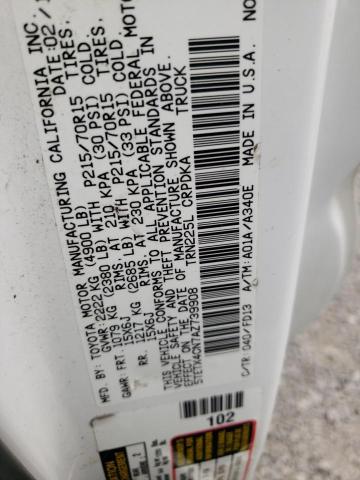 MFD. BY: TOYOTA MOTOR MANUFACTURING CALIFORNIA, INC.
DATE: 02/
GVWR: 2222 KG (4900 LB)
GAWR: FRT. 1079 KG (2380 LB) WITH P215/70R15 TIRES,
15X6J RIMS, AT 210 KPA (30 PSI) COLD
RR. 1217 KG (2685 LB) WITH P215/70R15 TIRES,
15X6J RIMS, AT 230 KPA (33 PSI) COLD
THIS VEHICLE CONFORMS TO ALL APPLICABLE FEDERAL MOTOR
VEHICLE SAFETY AND THEFT PREVENTION STANDARDS IN
EFFECT ON THE DATE OF MANUFACTURE SHOWN ABOVE.
5TETX4CN7AZ739908 TRUCK
TRN225L CRPDKA
C/TR: 040/FD13 A/TM: A01A/A340E MADE IN U.S.A. NO
102